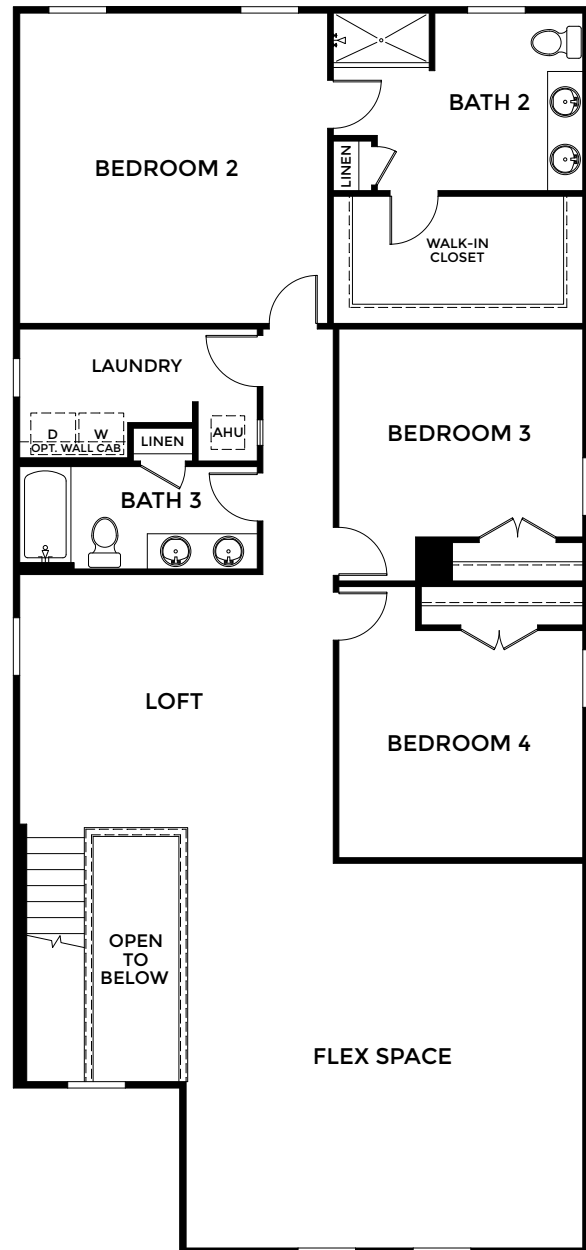 BATH 2
BEDROOM 2
LINEN
WALK-IN
CLOSET
LAUNDRY
D W
OPT. WALL CAB.
LINEN
AHU
BEDROOM 3
BATH 3
LOFT
BEDROOM 4
OPEN
TO
BELOW
FLEX SPACE